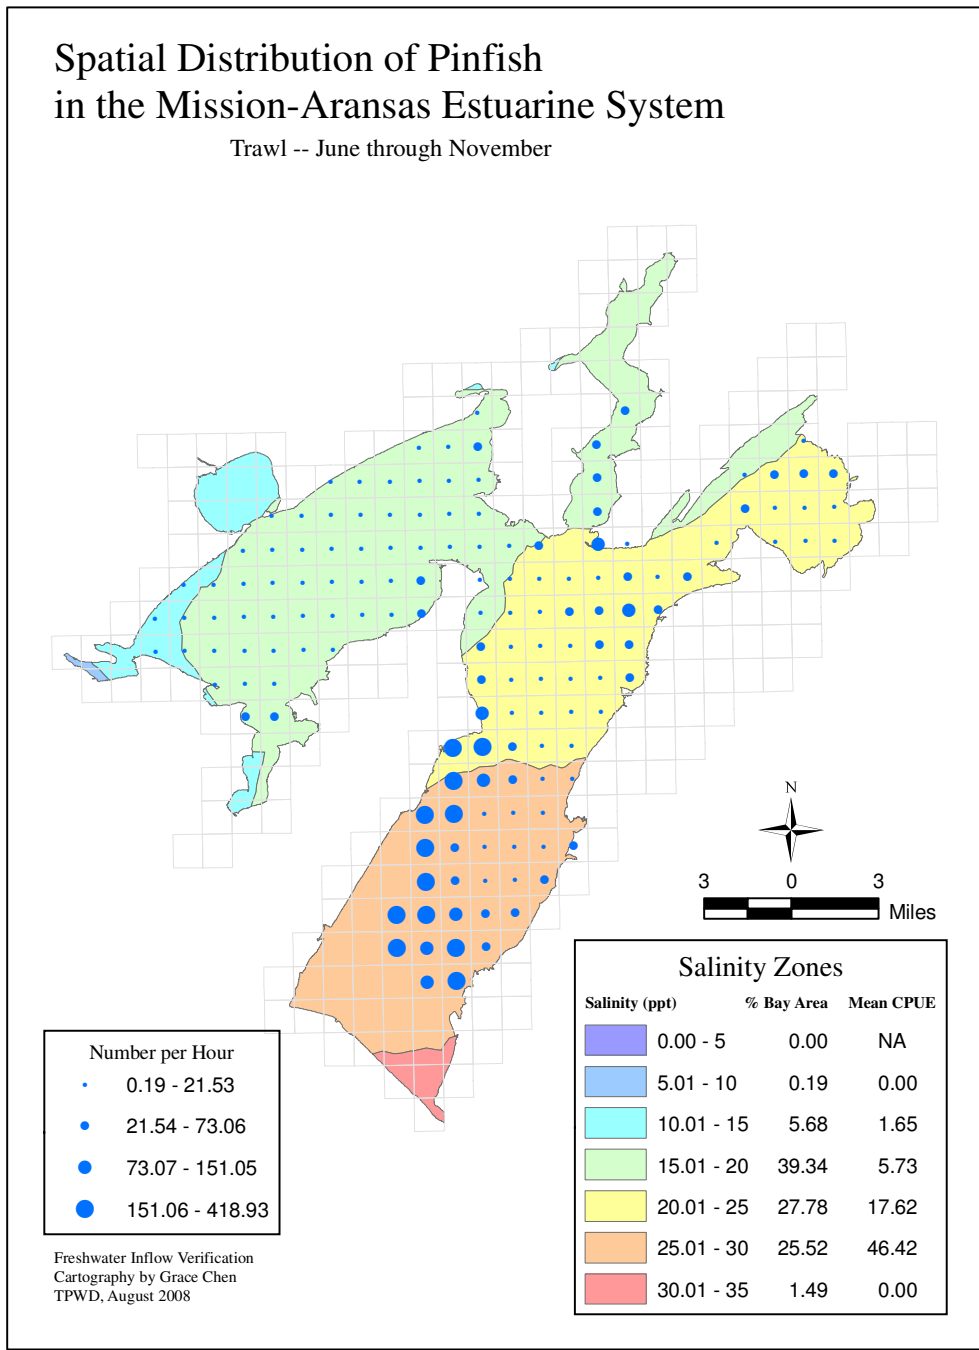 Spatial Distribution of Pinfish
in the Mission-Aransas Estuarine System
Trawl -- June through November
N
3 0 3
Miles
Salinity Zones
Salinity (ppt) % Bay Area Mean CPUE
0.00 - 5 0.00 NA
5.01 - 10 0.19 0.00
10.01 - 15 5.68 1.65
15.01 - 20 39.34 5.73
20.01 - 25 27.78 17.62
25.01 - 30 25.52 46.42
30.01 - 35 1.49 0.00
Number per Hour
0.19 - 21.53
21.54 - 73.06
73.07 - 151.05
151.06 - 418.93
Freshwater Inflow Verification
Cartography by Grace Chen
TPWD, August 2008